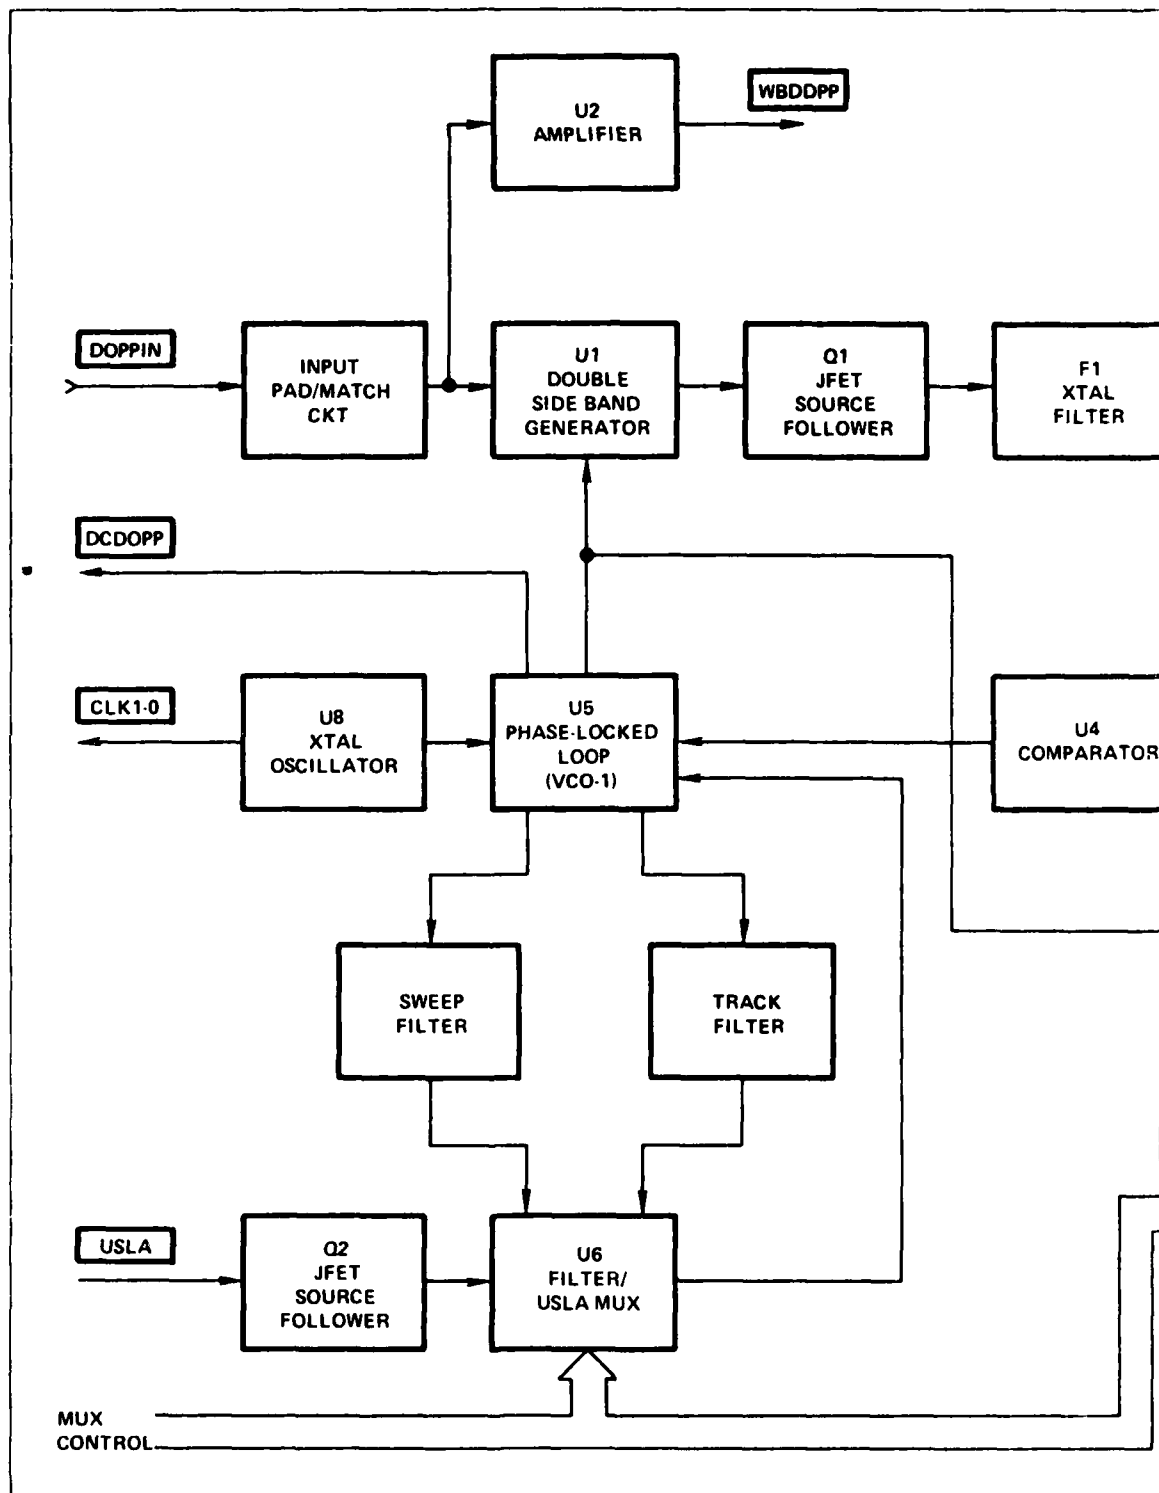 U2
AMPLIFIER
WBDDPP
DOPPIN
INPUT
PAD/MATCH
CKT
U1
DOUBLE
SIDE BAND
GENERATOR
Q1
JFET
SOURCE
FOLLOWER
F1
XTAL
FILTER
DCDOPP
CLK1-0
U8
XTAL
OSCILLATOR
U5
PHASE-LOCKED
LOOP
(VCO-1)
U4
COMPARATOR
SWEEP
FILTER
TRACK
FILTER
USLA
Q2
JFET
SOURCE
FOLLOWER
U6
FILTER/
USLA MUX
MUX
CONTROL